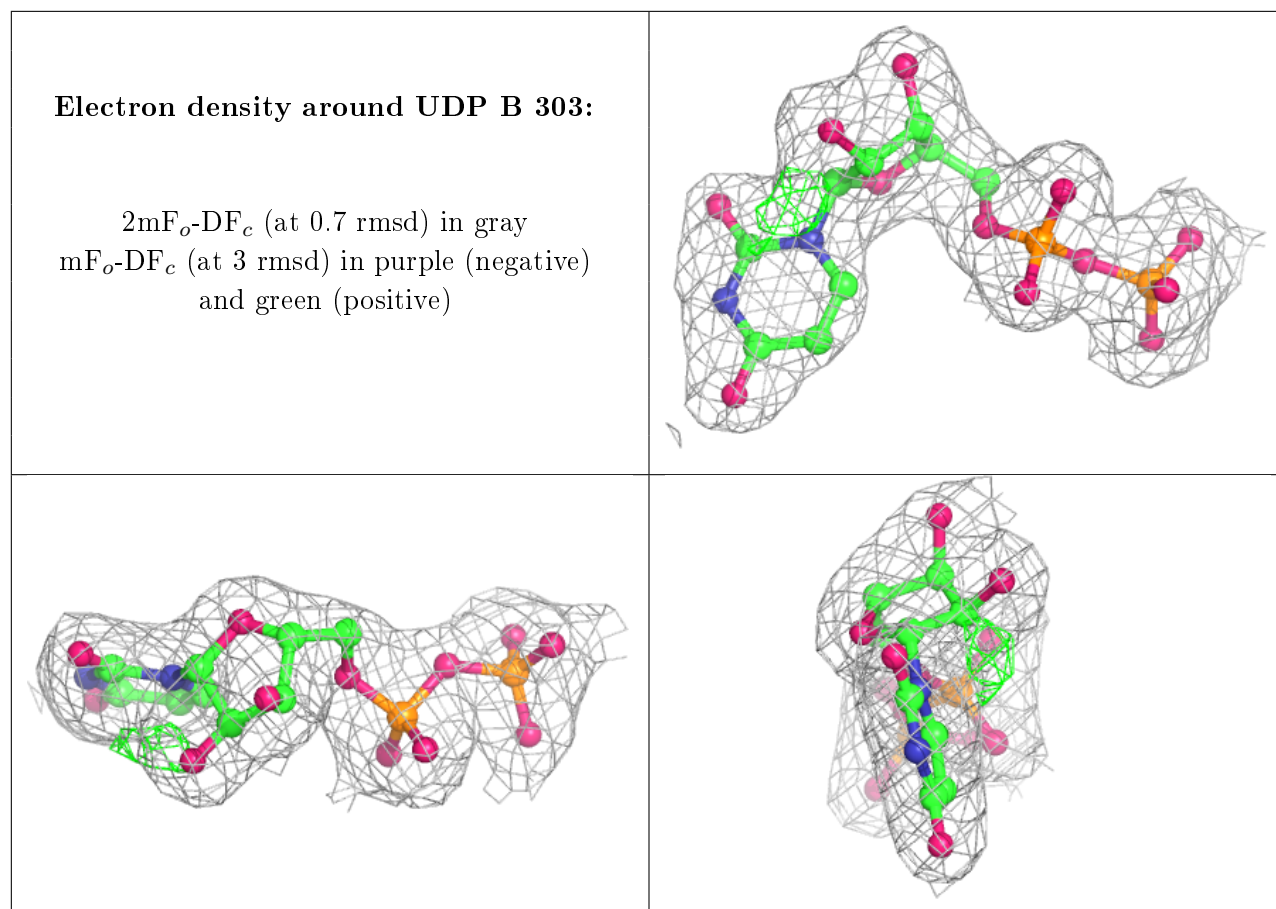 Electron density around UDP B 303:
2mFo-DFc (at 0.7 rmsd) in gray
mFo-DFc (at 3 rmsd) in purple (negative)
and green (positive)